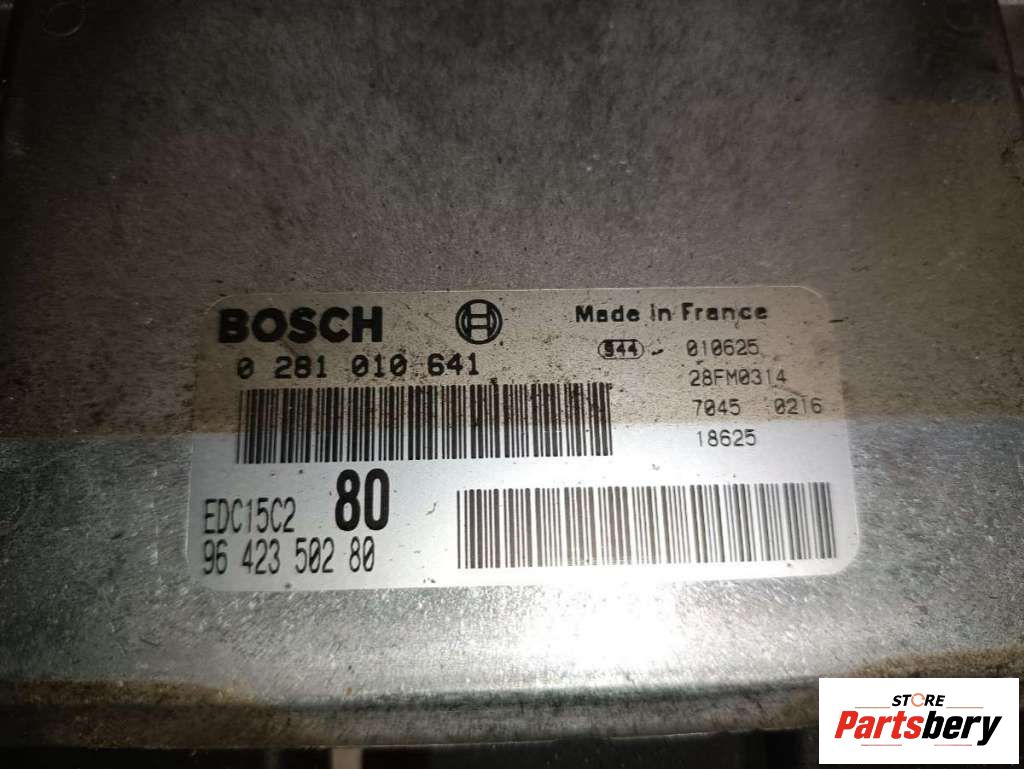 BOSCH
Made in France
0 281 010 641
S44 010625
28FM0314
7045 0216
18625
EDC15C2 80
96 423 502 80
STORE
Partsbery